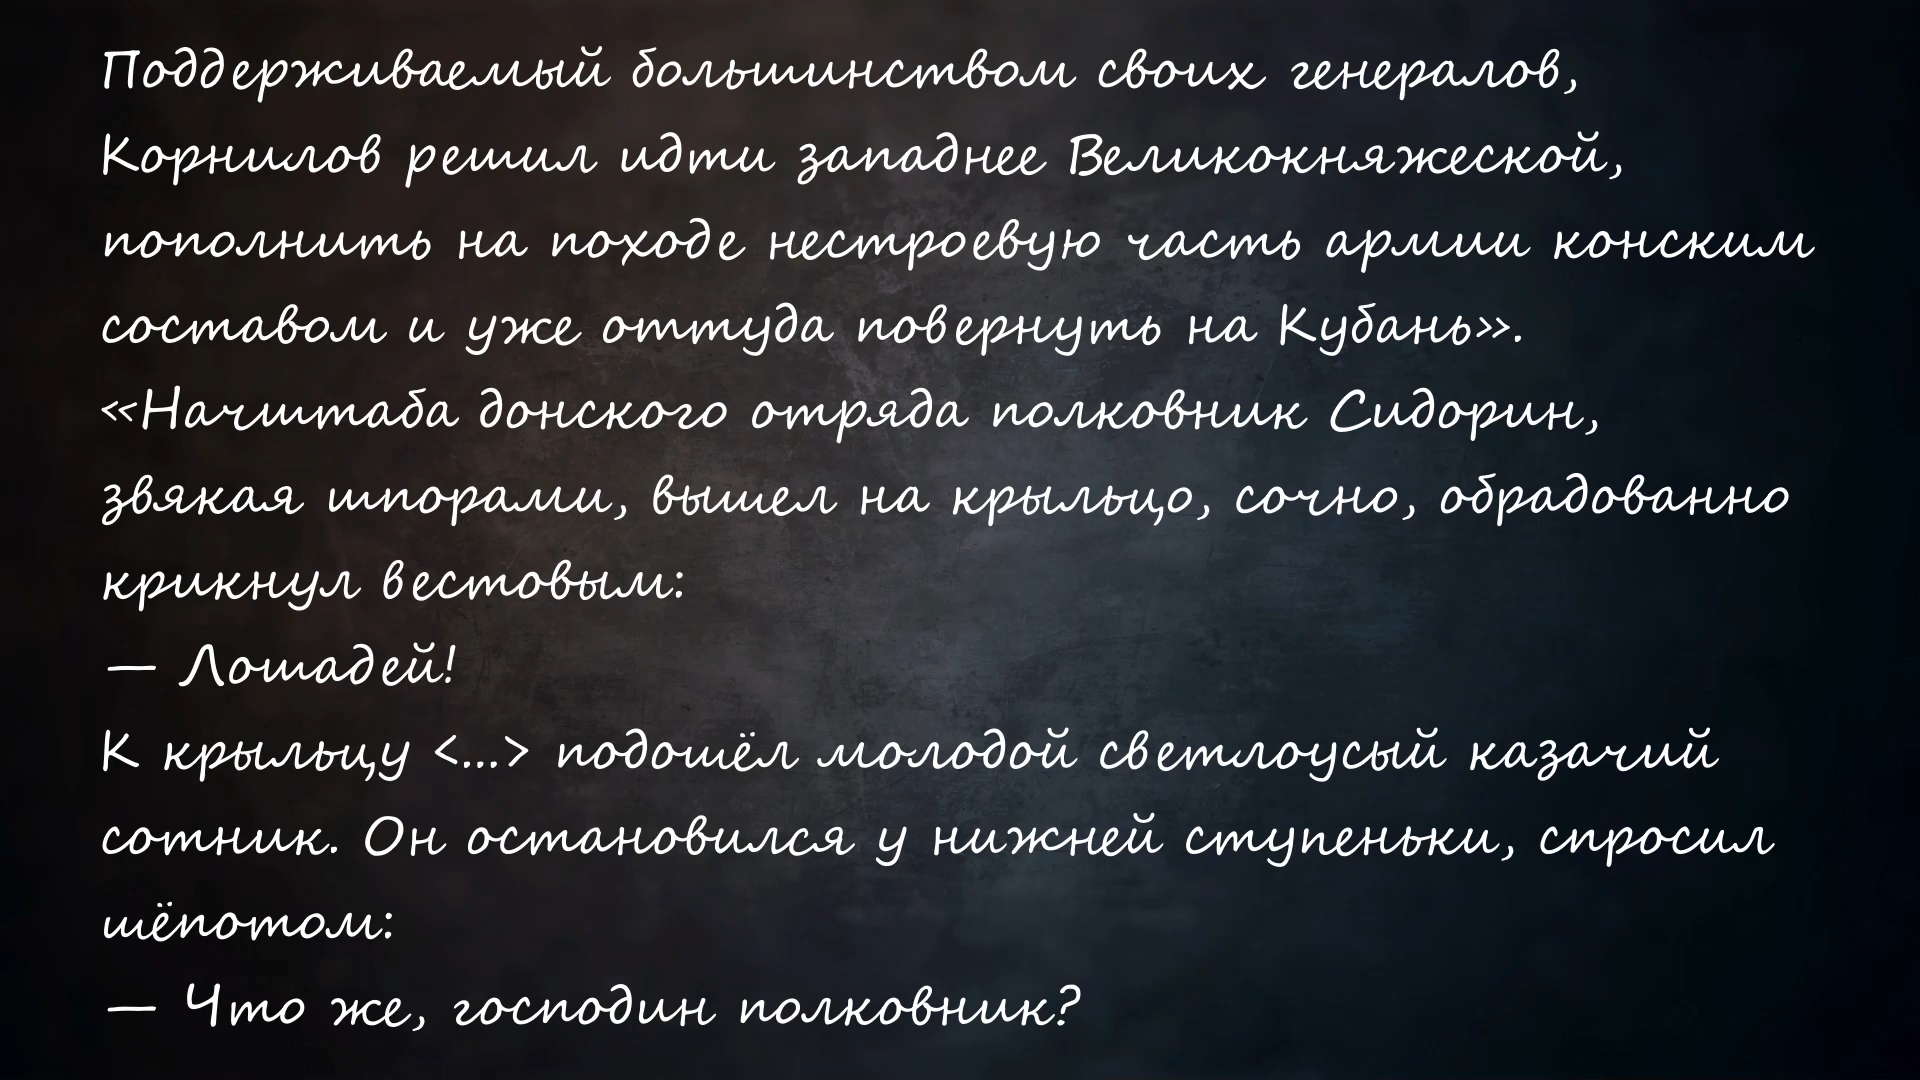 Поддерживаемый большинством своих генералов,
Корнилов решил идти западнее Великокняжеской,
пополнить на походе нестроевую часть армии конским
составом и уже оттуда повернуть на Кубань».
«Начштаба донского отряда полковник Сидорин,
звякая шпорами, вышел на крыльцо, сочно, обрадованно
крикнул вестовым:
— Лошадей!
К крыльцу <...> подошёл молодой светлоусый казачий
сотник. Он остановился у нижней ступеньки, спросил
шёпотом:
— Что же, господин полковник?